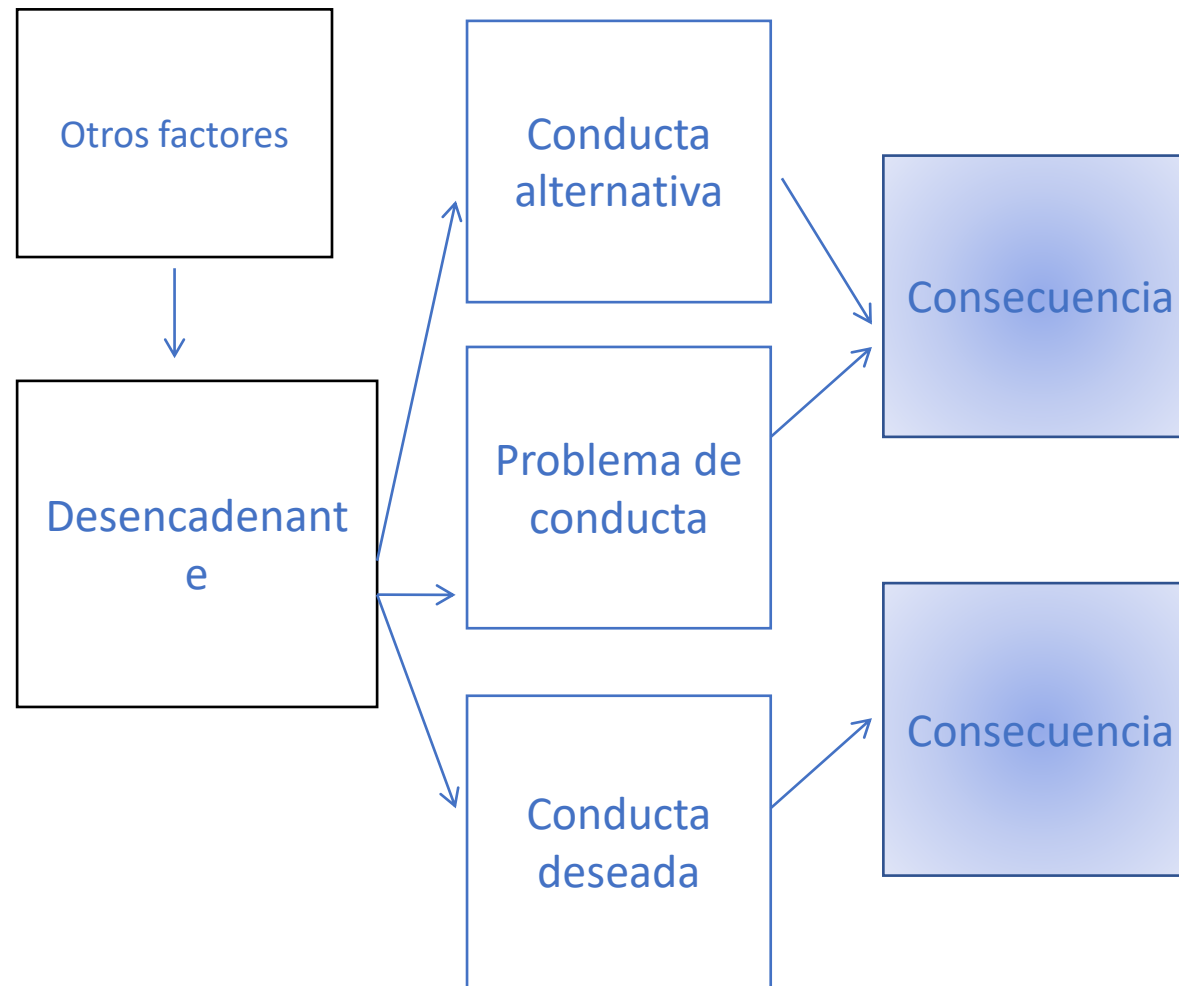 Otros factores
Desencadenant
e
Conducta
alternativa
Problema de
conducta
Conducta
deseada
Consecuencia
Consecuencia